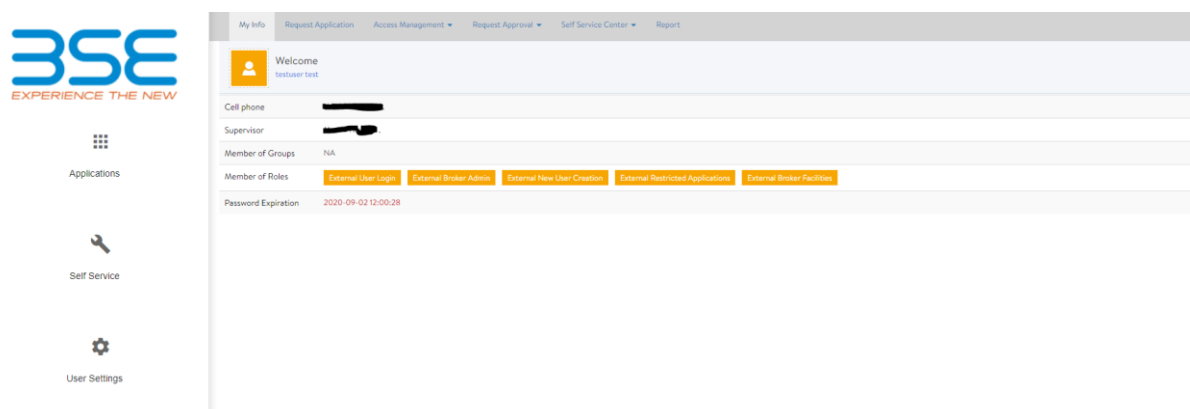 BSE
EXPERIENCE THE NEW
Applications
Self Service
User Settings
My Info Request Application Access Management Request Approval Self Service Center Report
Welcome
testuser test
Cell phone
Supervisor
Member of Groups NA
Member of Roles External User Login External Broker Admin External New User Creation External Restricted Applications External Broker Facilities
Password Expiration 2020-09-02 12:00:28